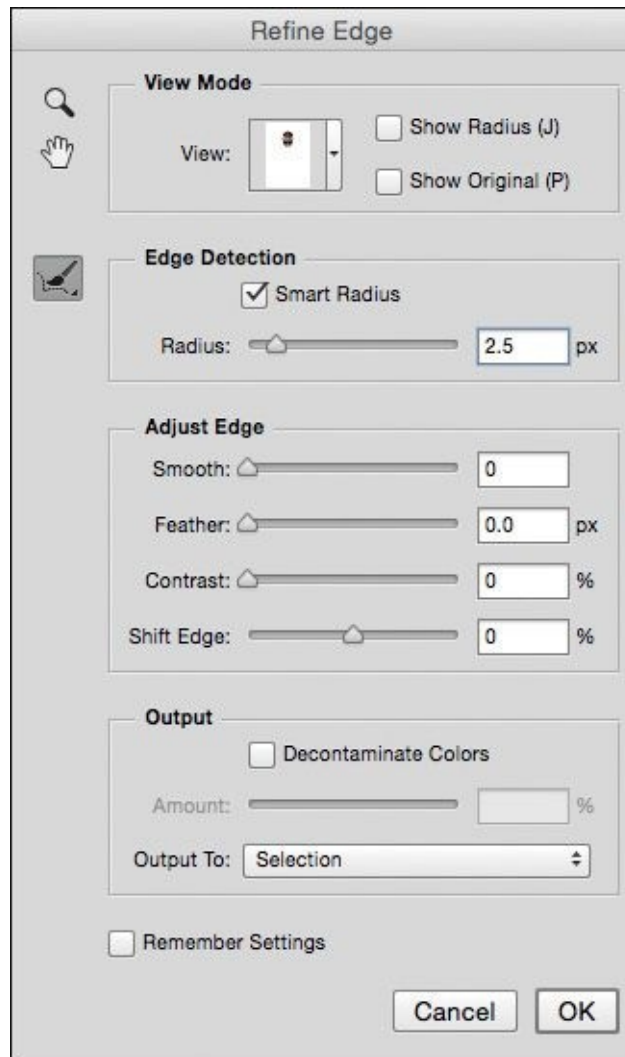 Refine Edge
View Mode
View:
Show Radius (J)
Show Original (P)
Edge Detection
Smart Radius
Radius: 2.5 px
Adjust Edge
Smooth: 0
Feather: 0.0 px
Contrast: 0 %
Shift Edge: 0 %
Output
Decontaminate Colors
Amount: %
Output To: Selection
Remember Settings
Cancel OK